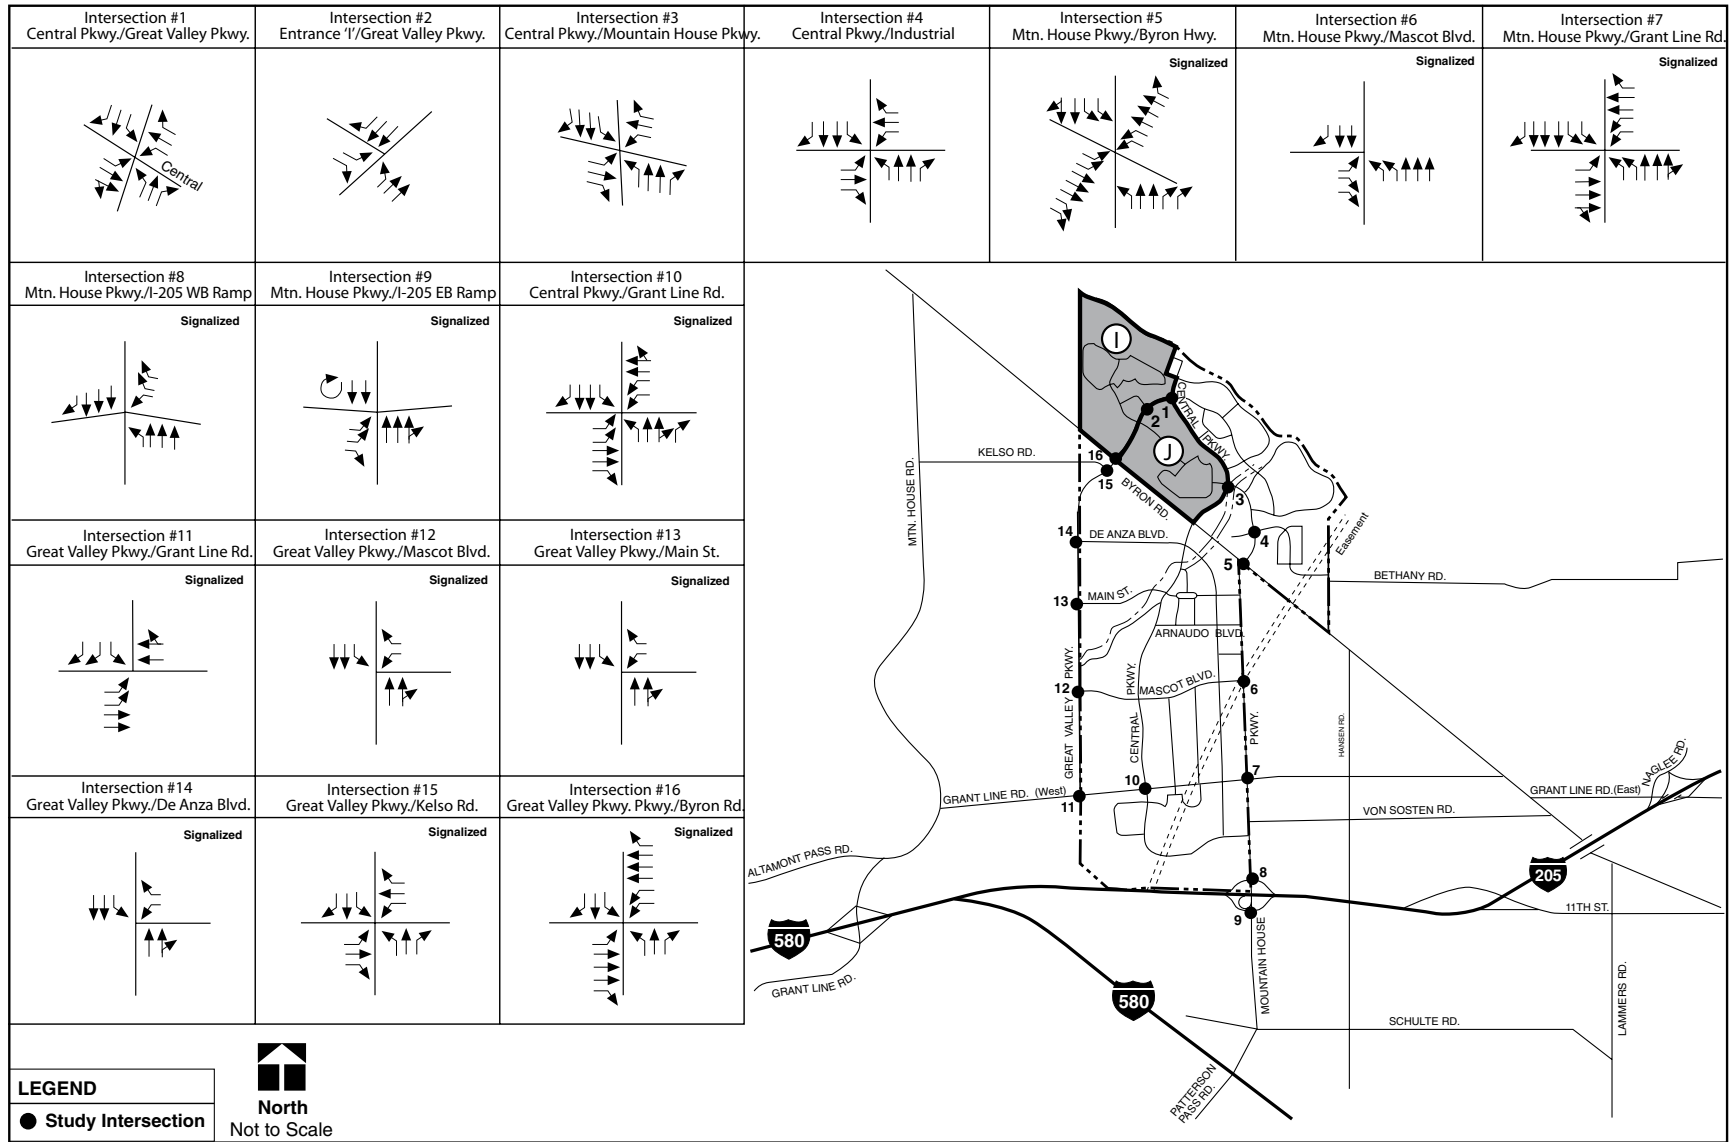 Intersection #1
Central Pkwy./Great Valley Pkwy.
Central
Intersection #2
Entrance ‘I’/Great Valley Pkwy.
Intersection #3
Central Pkwy./Mountain House Pkwy.
Intersection #4
Central Pkwy./Industrial
Intersection #5
Mtn. House Pkwy./Byron Hwy.
Signalized
Intersection #6
Mtn. House Pkwy./Mascot Blvd.
Signalized
Intersection #7
Mtn. House Pkwy./Grant Line Rd.
Signalized
Intersection #8
Mtn. House Pkwy./I-205 WB Ramp
Signalized
Intersection #9
Mtn. House Pkwy./I-205 EB Ramp
Signalized
Intersection #10
Central Pkwy./Grant Line Rd.
Signalized
Intersection #11
Great Valley Pkwy./Grant Line Rd.
Signalized
Intersection #12
Great Valley Pkwy./Mascot Blvd.
Signalized
Intersection #13
Great Valley Pkwy./Main St.
Signalized
Intersection #14
Great Valley Pkwy./De Anza Blvd.
Signalized
Intersection #15
Great Valley Pkwy./Kelso Rd.
Signalized
Intersection #16
Great Valley Pkwy. Pkwy./Byron Rd.
Signalized
I
J
1
2
3
4
5
6
7
8
9
10
11
12
13
14
15
16
CENTRAL PKWY.
KELSO RD.
MTN. HOUSE RD.
BYRON RD.
DE ANZA BLVD.
Easement
BETHANY RD.
MAIN ST.
ARNAUDO BLVD.
GREAT VALLEY PKWY.
CENTRAL PKWY.
MASCOT BLVD.
PKWY.
HANSEN RD.
NAGLEE RD.
GRANT LINE RD. (West)
GRANT LINE RD.(East)
VON SOSTEN RD.
ALTAMONT PASS RD.
205
11TH ST.
580
GRANT LINE RD.
580
MOUNTAIN HOUSE
SCHULTE RD.
LAMMERS RD.
PATTERSON
PASS RD.
LEGEND
Study Intersection
North
Not to Scale